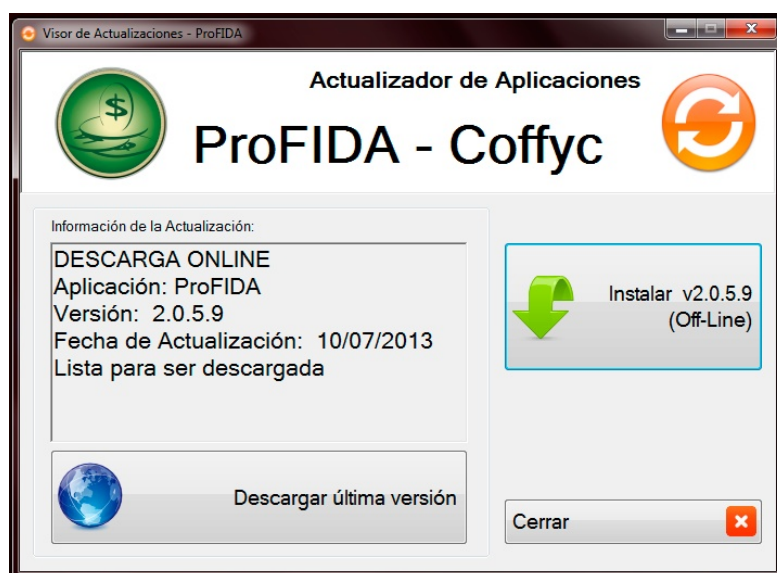 Visor de Actualizaciones - ProFIDA
Actualizador de Aplicaciones
ProFIDA - Coffyc
Información de la Actualización:
DESCARGA ONLINE
Aplicación: ProFIDA
Versión: 2.0.5.9
Fecha de Actualización: 10/07/2013
Lista para ser descargada
Instalar v2.0.5.9
(Off-Line)
Descargar última versión
Cerrar